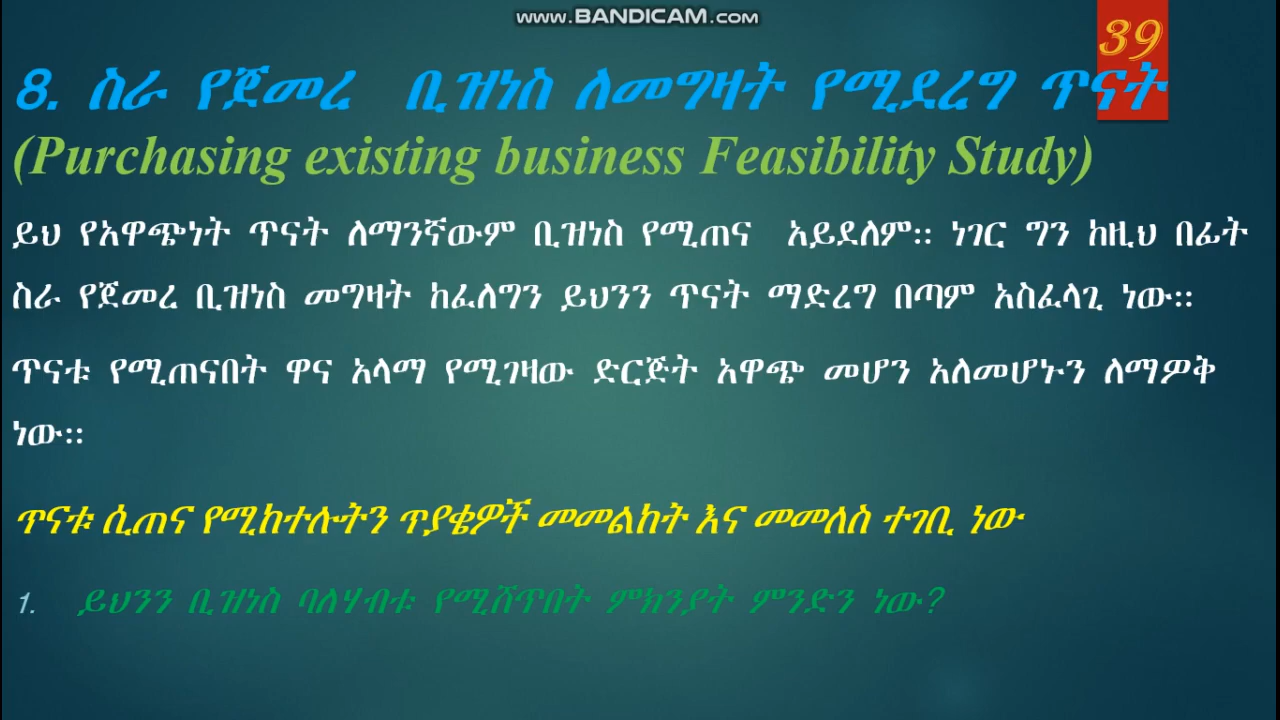 www.BANDICAM.com
39
8. ስራ የጀመረ ቢዝነስ ለመግዛት የሚደረግ ጥናት
(Purchasing existing business Feasibility Study)
ይህ የአዋጭነት ጥናት ለማንኛውም ቢዝነስ የሚጠና አይደለም። ነገር ግን ከዚህ በፊት
ስራ የጀመረ ቢዝነስ መግዛት ከፈለግን ይህንን ጥናት ማድረግ በጣም አስፈላጊ ነው።
ጥናቱ የሚጠናበት ዋና አላማ የሚገዛው ድርጅት አዋጭ መሆን አለመሆኑን ለማዎቅ
ነው።
ጥናቱ ሲጠና የሚከተሉትን ጥያቄዎች መመልከት እና መመለስ ተገቢ ነው
1. ይህንን ቢዝነስ ባለሃብቱ የሚሸጥበት ምክንያት ምንድን ነው?